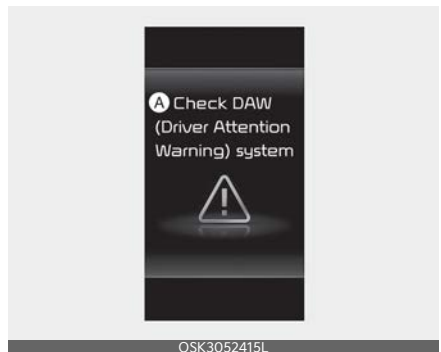 A Check DAW
(Driver Attention
Warning) system
OSK3052415L